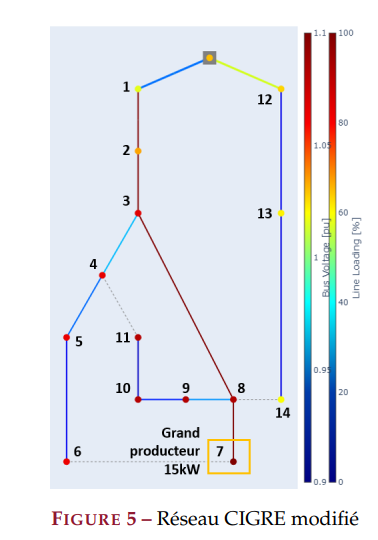 1.1 100
1
12
80
2
1.05
3
13
60
1
Bus Voltage [pu]
Line Loading [%]
4
40
11
5
0.95
10 9 8
20
14
Grand
producteur
15kW
7
6
0.9 0
FIGURE 5 – Réseau CIGRE modifié